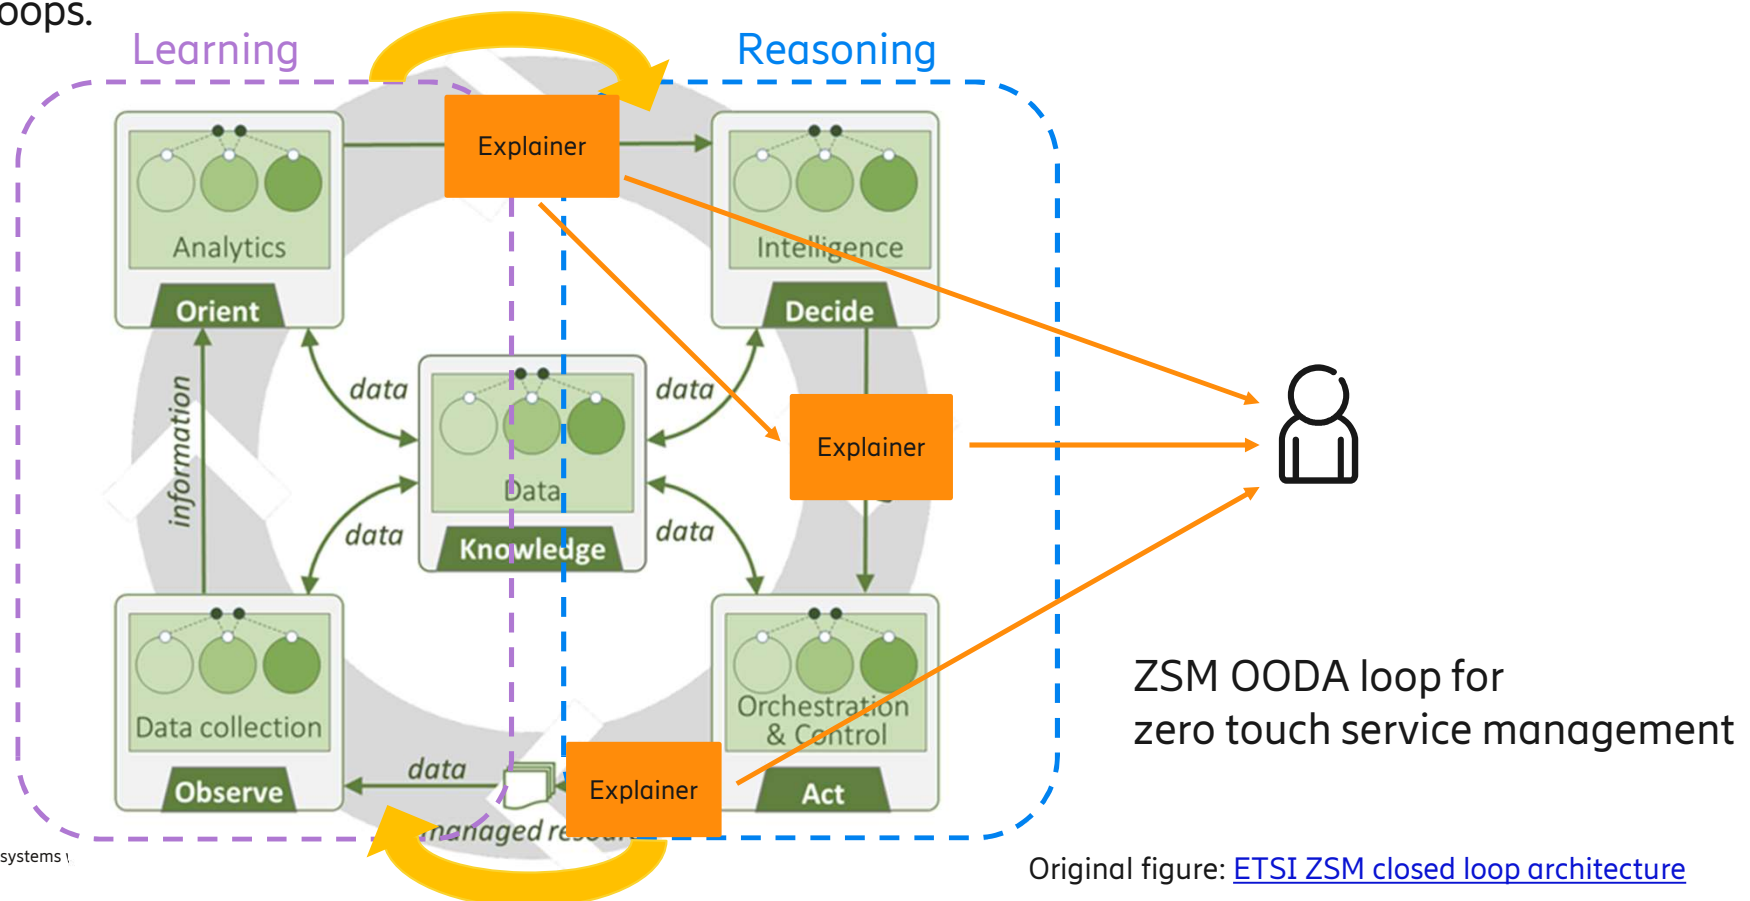 oops.
Learning
Reasoning
Explainer
Analytics
Intelligence
Orient
Decide
data
data
information
Explainer
Data
data
data
Knowledge
ZSM OODA loop for
zero touch service management
Data collection
Orchestration
& Control
data
Explainer
Observe
Act
managed
systems
Original figure: ETSI ZSM closed loop architecture